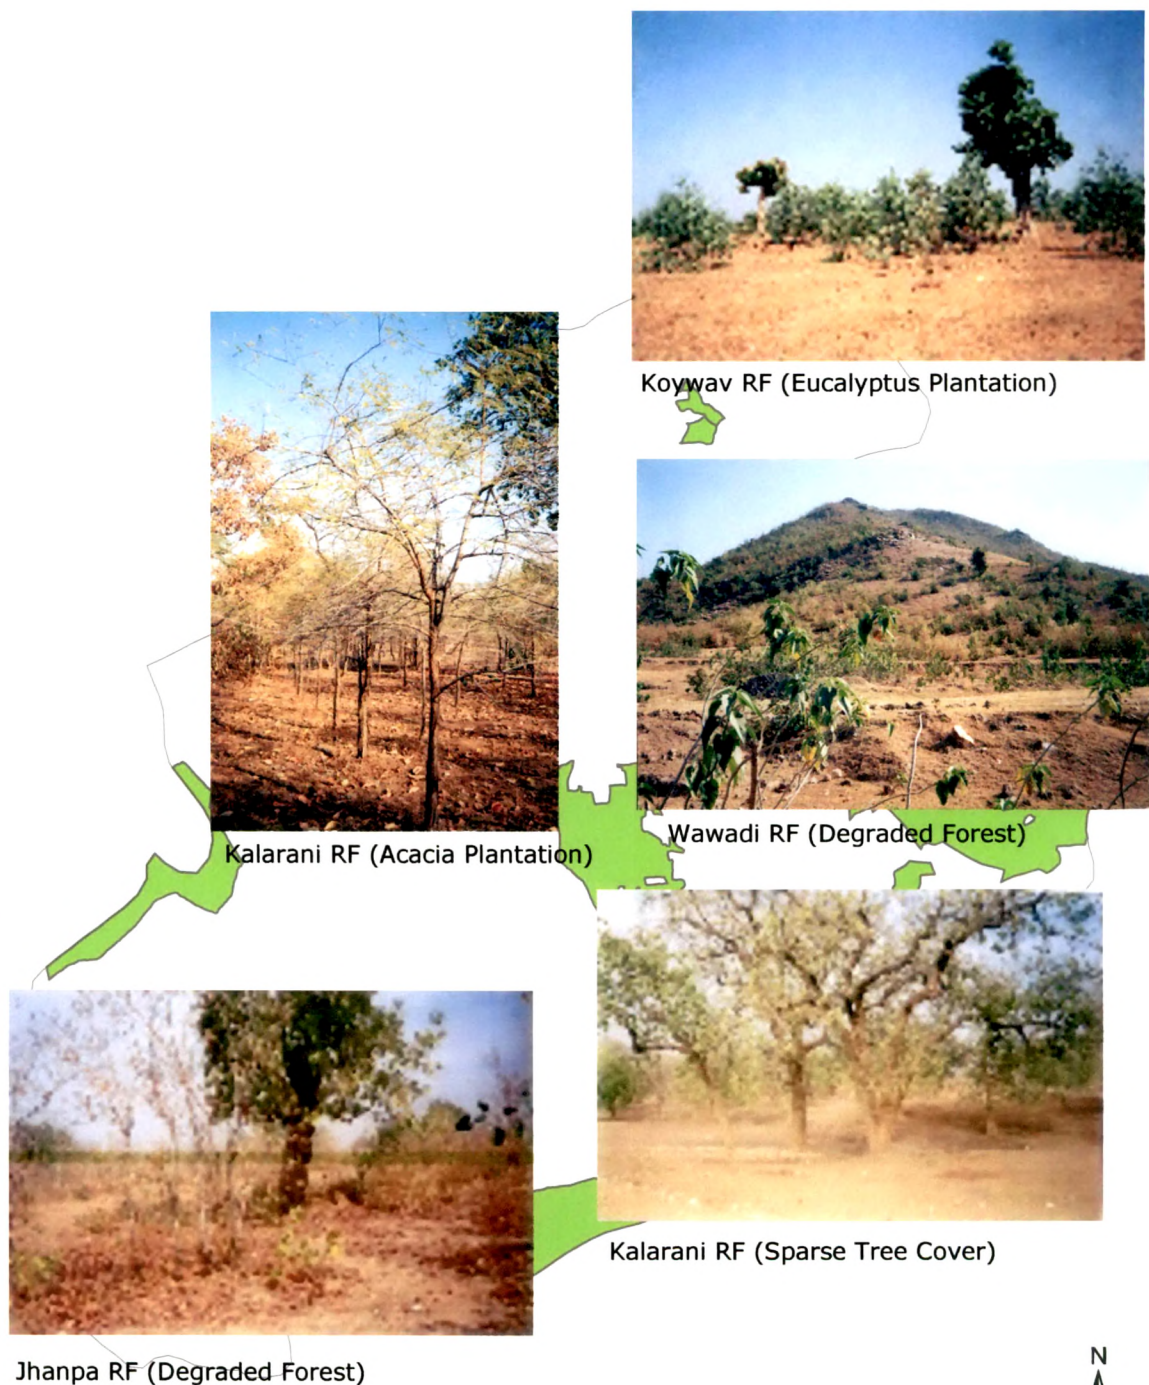 Koywav RF (Eucalyptus Plantation)
Kalarani RF (Acacia Plantation)
Wawadi RF (Degraded Forest)
Kalarani RF (Sparse Tree Cover)
Jhanpa RF (Degraded Forest)
N